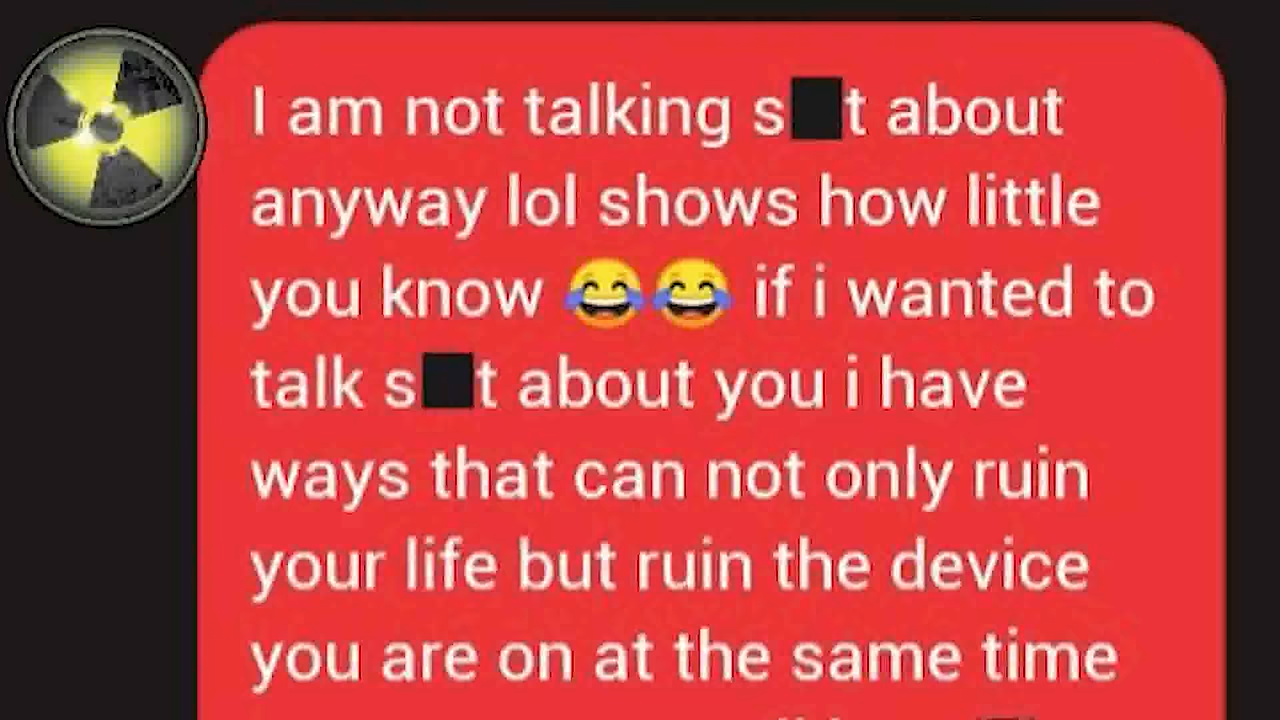 I am not talking s■t about
anyway lol shows how little
you know 😂😂 if i wanted to
talk s■t about you i have
ways that can not only ruin
your life but ruin the device
you are on at the same time